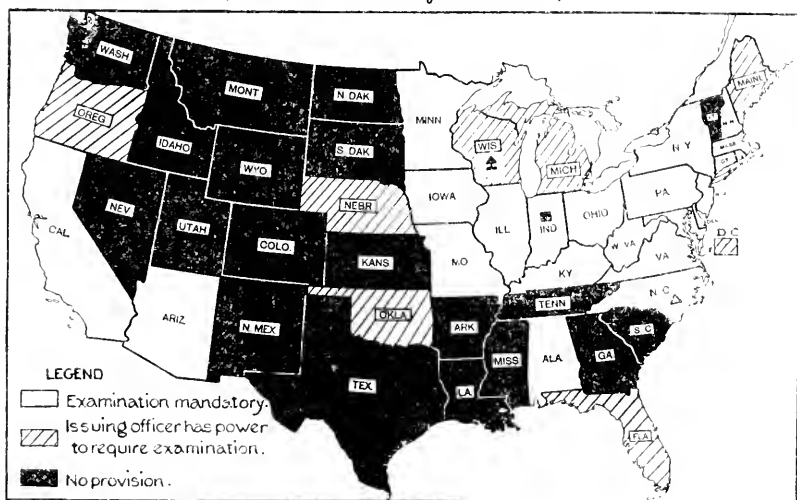 WASH
MONT
N. DAK
MINN
MAINE
OREG
IDAHO
S. DAK
WIS
MICH
N.Y
N.H.
MASS
WYO
NEBR
IOWA
PA
NEV
UTAH
COLO.
ILL
IND
OHIO
D C
CAL
KANS
MO
W. VA
VA
KY
ARIZ
N. MEX
OKLA
ARK
TENN
N. C
S. C
TEX
LA
MISS
ALA
GA
FLA
LEGEND
Examination mandatory.
Issuing officer has power
to require examination.
No provision.